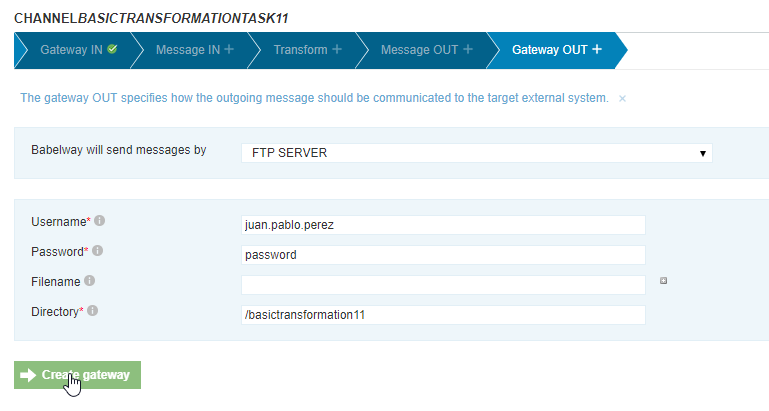 CHANNELBASICTRANSFORMATIONTASK11
Gateway IN Message IN + Transform + Message OUT + Gateway OUT +
The gateway OUT specifies how the outgoing message should be communicated to the target external system. ×
Babelway will send messages by FTP SERVER
Username* juan.pablo.perez
Password* password
Filename
Directory* /basictransformation11
Create gateway